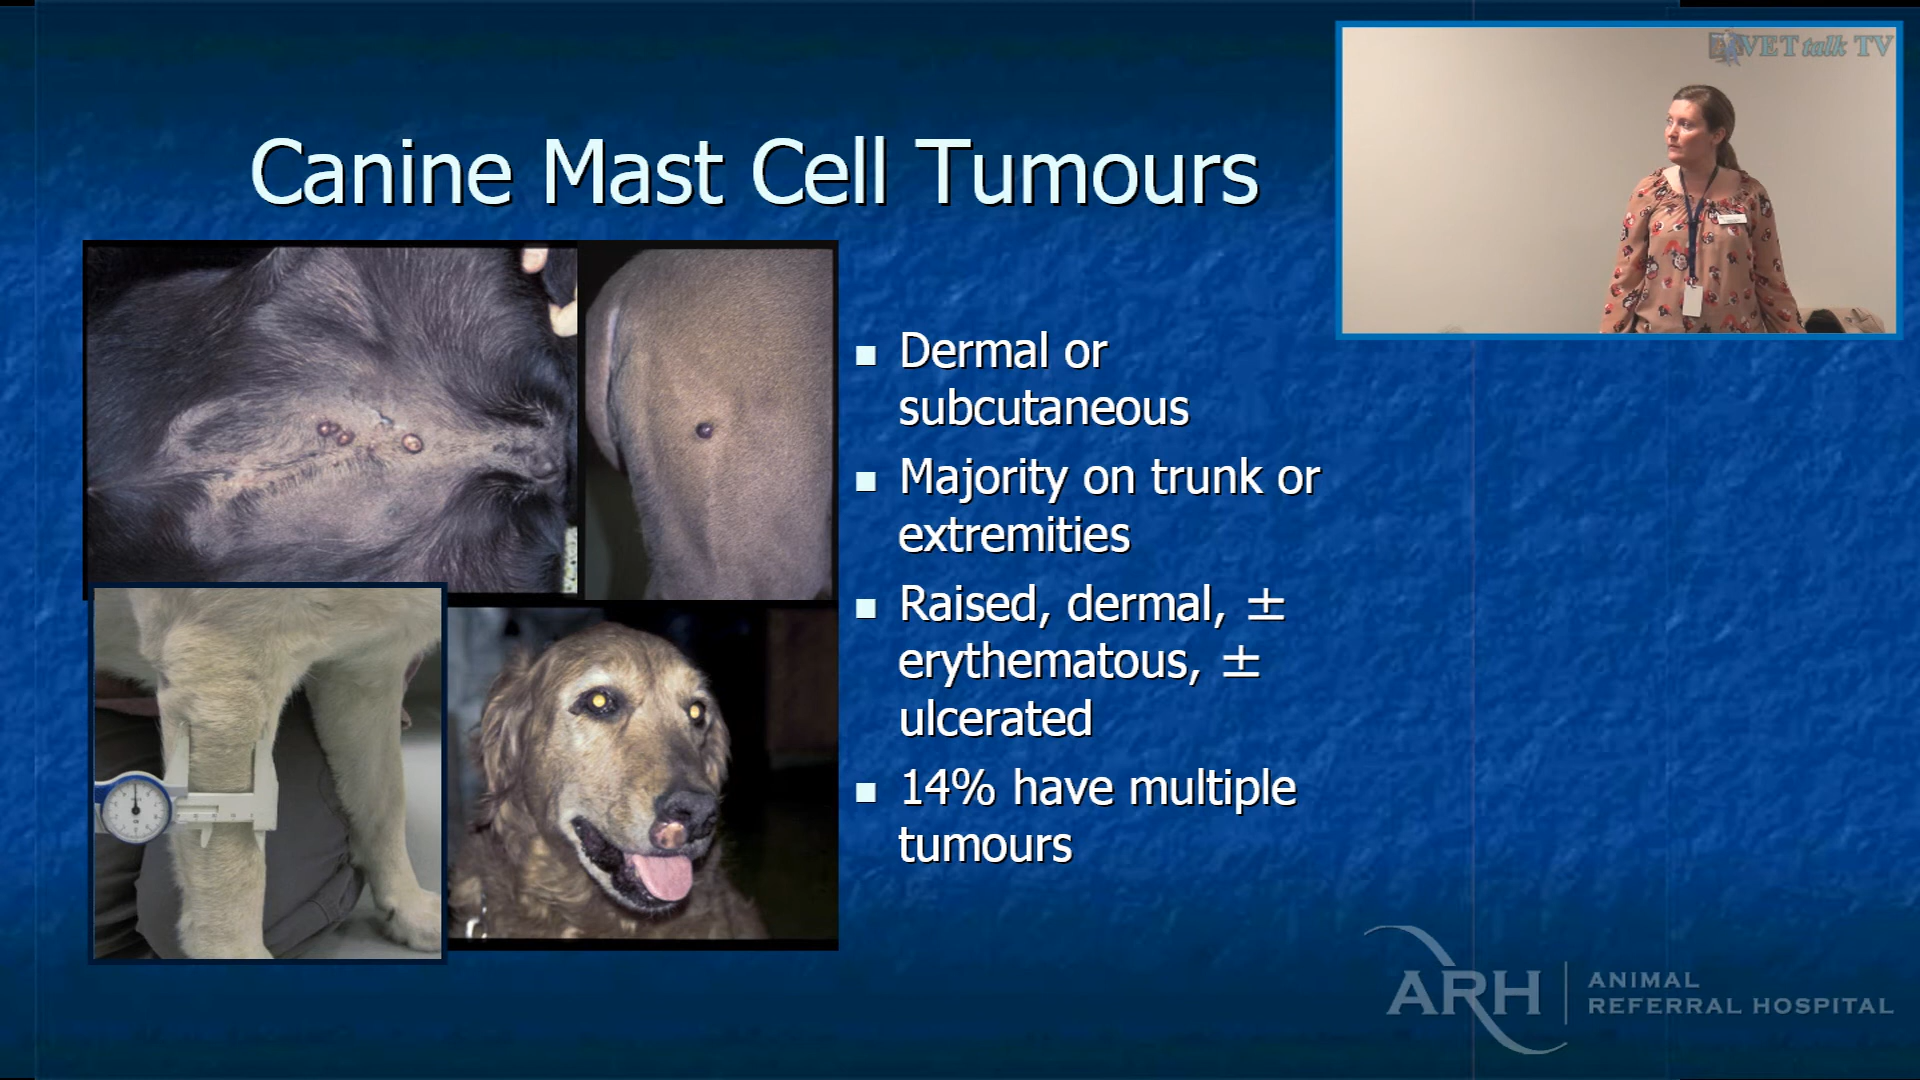 VET talk TV
Canine Mast Cell Tumours
■ Dermal or
subcutaneous
■ Majority on trunk or
extremities
■ Raised, dermal, ±
erythematous, ±
ulcerated
■ 14% have multiple
tumours
ARH
ANIMAL
REFERRAL HOSPITAL